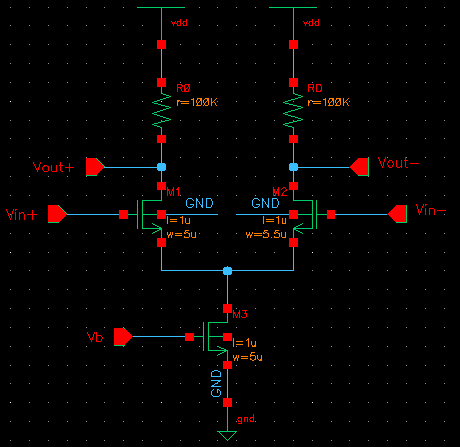 vdd vdd
R0 RD
r=100K r=100K
Vout+ Vout-
M1 M2
GND GND
Vin+ Vin-
l=1u l=1u
w=5u w=5.5u
M3
Vb
l=1u
w=5u
GND
gnd